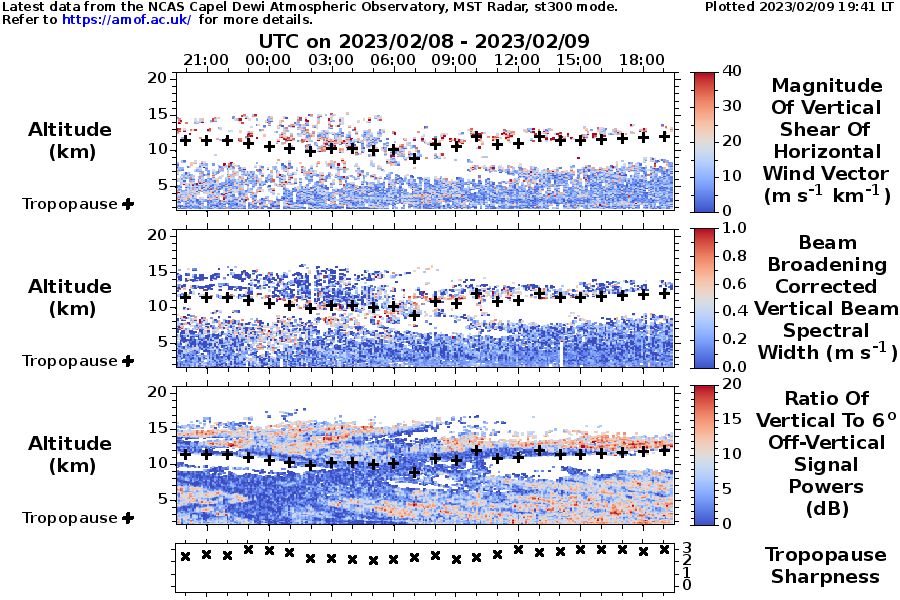 Latest data from the NCAS Capel Dewi Atmospheric Observatory, MST Radar, st300 mode.
Plotted 2023/02/09 19:41 LT
Refer to https://amof.ac.uk/ for more details.
UTC on 2023/02/08 - 2023/02/09
21:00 00:00 03:00 06:00 09:00 12:00 15:00 18:00
20
15
10
5
Altitude
(km)
Tropopause
40
30
20
10
0
Magnitude
Of Vertical
Shear Of
Horizontal
Wind Vector
(m s⁻¹ km⁻¹)
20
15
10
5
Altitude
(km)
Tropopause
1.0
0.8
0.6
0.4
0.2
0.0
Beam
Broadening
Corrected
Vertical Beam
Spectral
Width (m s⁻¹)
20
15
10
5
Altitude
(km)
Tropopause
20
15
10
5
0
Ratio Of
Vertical To 6°
Off-Vertical
Signal
Powers
(dB)
3
2
1
0
Tropopause
Sharpness